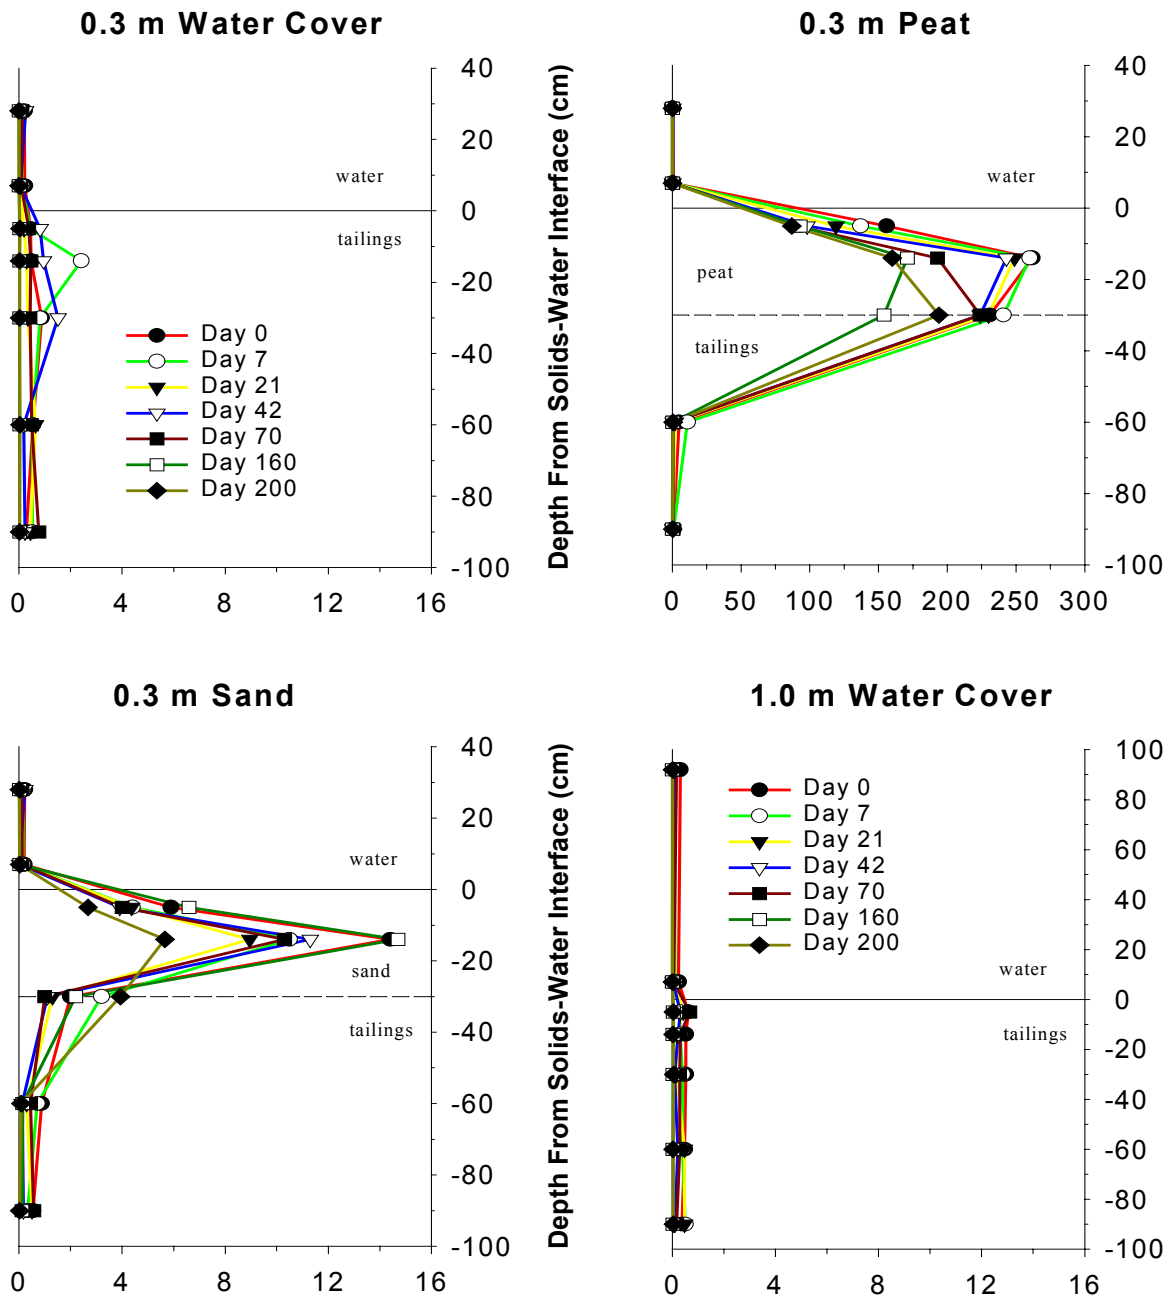 0.3 m Water Cover
40
20
water
0
tailings
-20
-40
-60
-80
-100
Day 0
Day 7
Day 21
Day 42
Day 70
Day 160
Day 200
0 4 8 12 16
Depth From Solids-Water Interface (cm)
0.3 m Peat
40
20
water
0
peat
-20
tailings
-40
-60
-80
-100
0 50 100 150 200 250 300
0.3 m Sand
40
20
water
0
-20
sand
tailings
-40
-60
-80
-100
0 4 8 12 16
Depth From Solids-Water Interface (cm)
1.0 m Water Cover
100
80
60
40
20
water
0
tailings
-20
-40
-60
-80
-100
Day 0
Day 7
Day 21
Day 42
Day 70
Day 160
Day 200
0 4 8 12 16